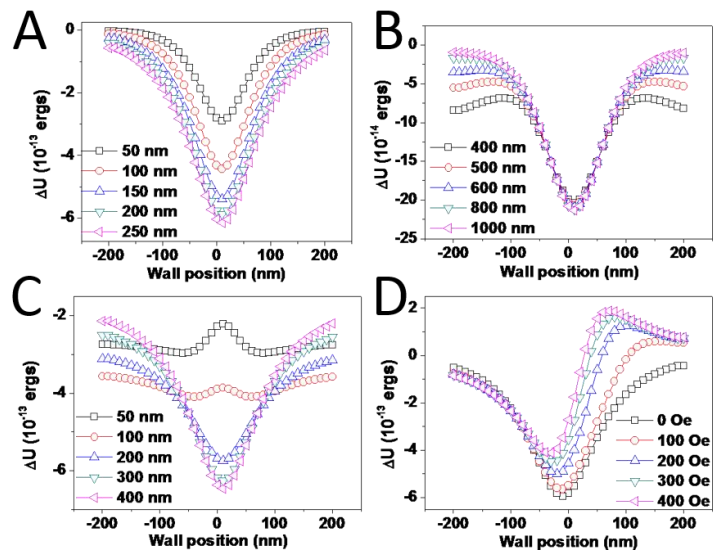 A
0
-2
-4
-6
ΔU (10⁻¹³ ergs)
50 nm
100 nm
150 nm
200 nm
250 nm
-200 -100 0 100 200
Wall position (nm)
B
0
-5
-10
-15
-20
-25
ΔU (10⁻¹⁴ ergs)
400 nm
500 nm
600 nm
800 nm
1000 nm
-200 -100 0 100 200
Wall position (nm)
C
-2
-4
-6
ΔU (10⁻¹³ ergs)
50 nm
100 nm
200 nm
300 nm
400 nm
-200 -100 0 100 200
Wall position (nm)
D
2
0
-2
-4
-6
ΔU (10⁻¹³ ergs)
0 Oe
100 Oe
200 Oe
300 Oe
400 Oe
-200 -100 0 100 200
Wall position (nm)